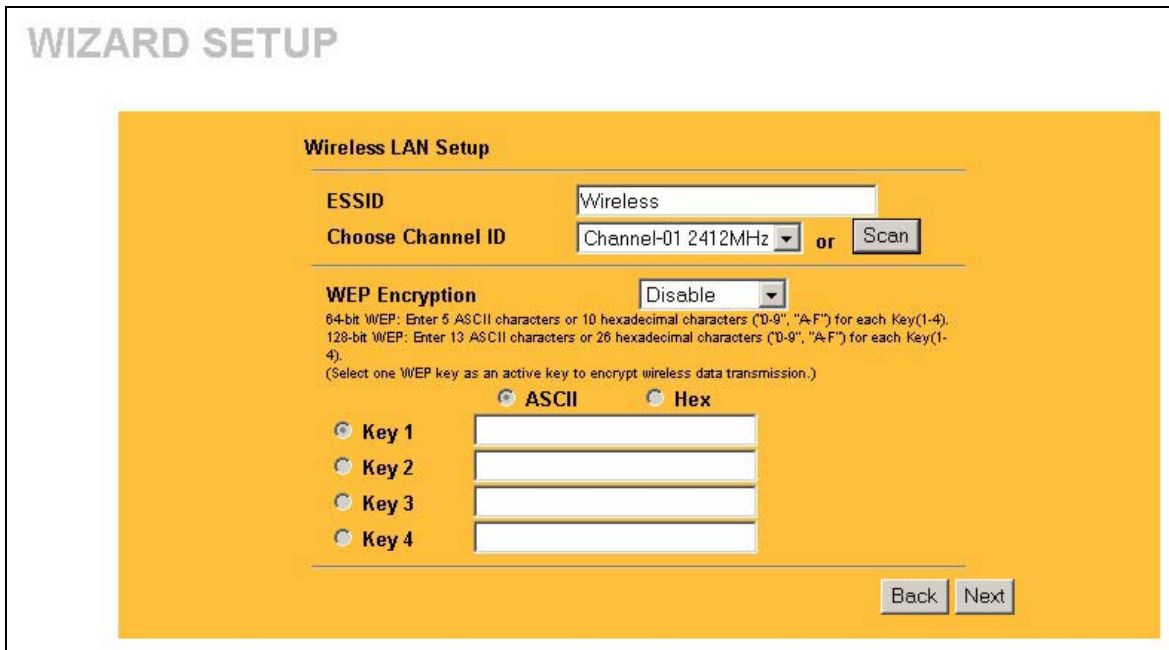 WIZARD SETUP
Wireless LAN Setup
ESSID Wireless
Choose Channel ID Channel-01 2412MHz or Scan
WEP Encryption Disable
64-bit WEP: Enter 5 ASCII characters or 10 hexadecimal characters ("0-9", "A-F") for each Key(1-4).
128-bit WEP: Enter 13 ASCII characters or 26 hexadecimal characters ("0-9", "A-F") for each Key(1-
4).
(Select one WEP key as an active key to encrypt wireless data transmission.)
ASCII Hex
Key 1
Key 2
Key 3
Key 4
Back Next